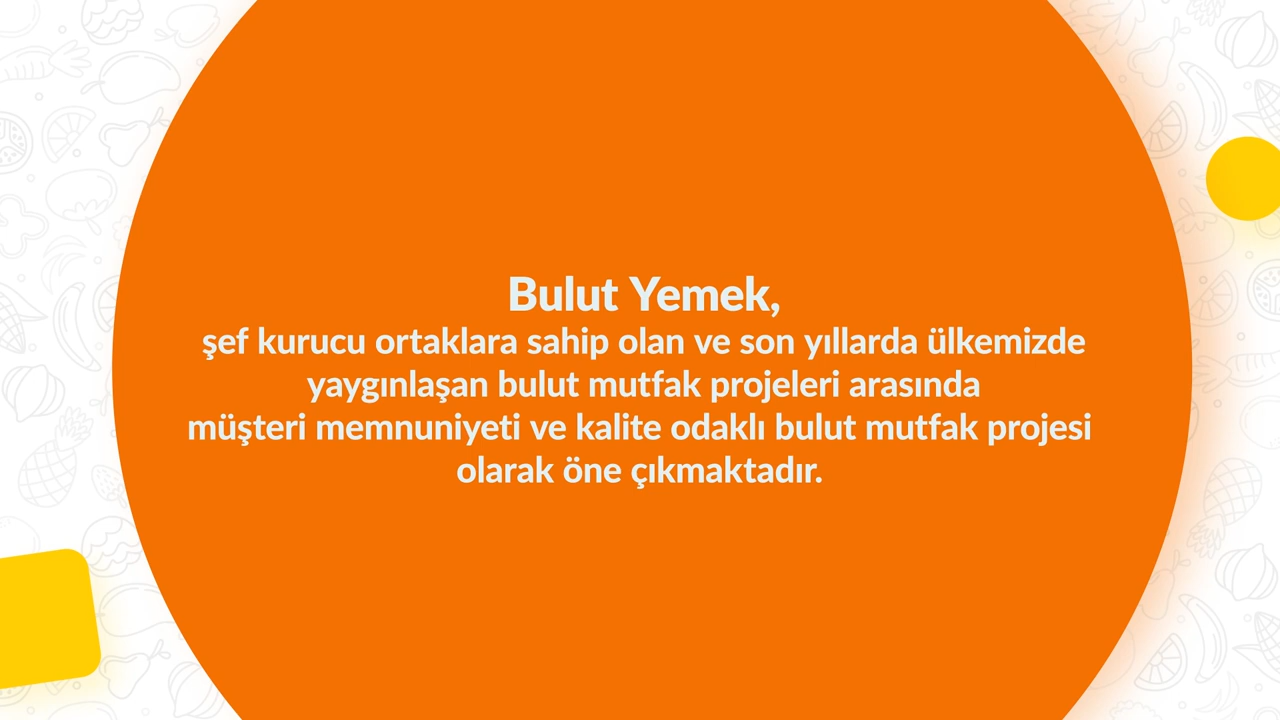 Bulut Yemek,
şef kurucu ortaklara sahip olan ve son yıllarda ülkemizde
yaygınlaşan bulut mutfak projeleri arasında
müşteri memnuniyeti ve kalite odaklı bulut mutfak projesi
olarak öne çıkmaktadır.